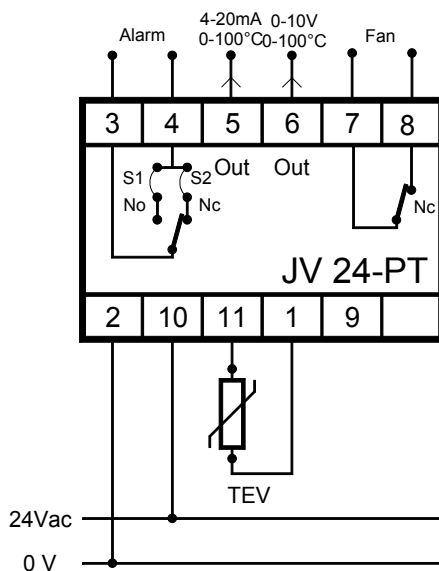 4-20mA 0-10V
Alarm 0-100°C 0-100°C Fan
3 4 5 6 7 8
S1 S2 Out Out
No Nc Nc
JV 24-PT
2 10 11 1 9
TEV
24Vac
0 V